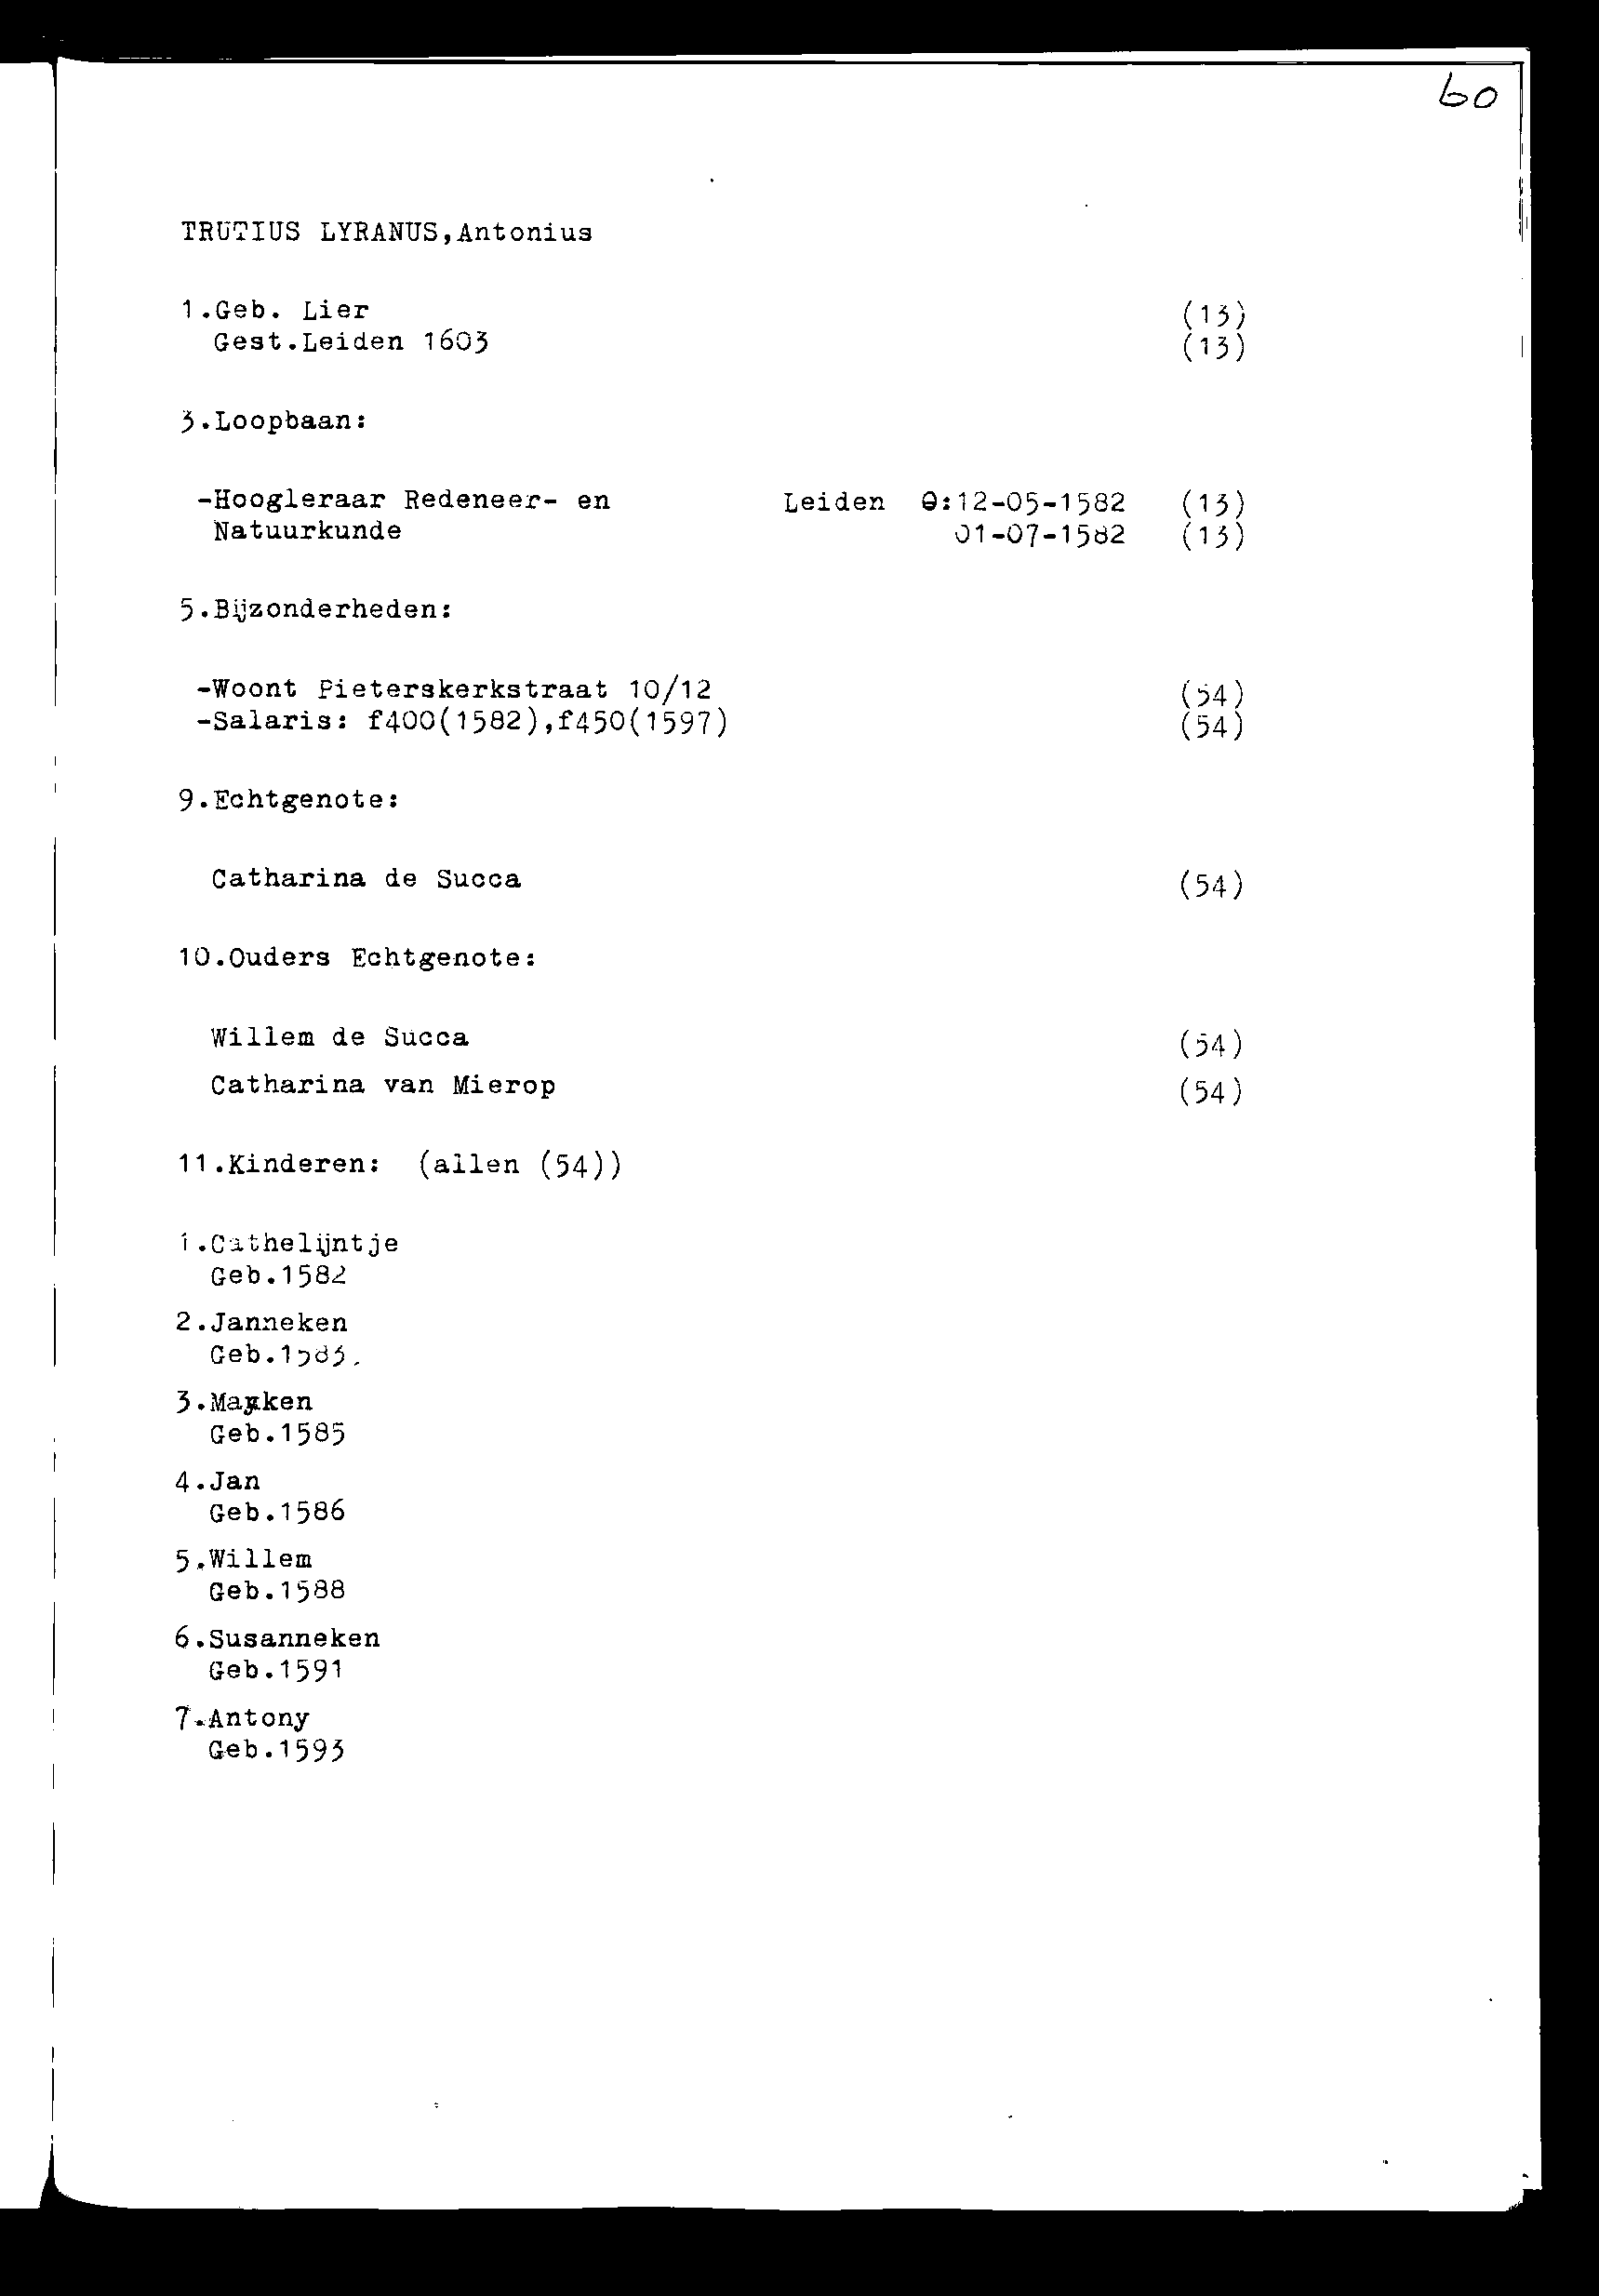 60
TRUTIUS LYRANUS,Antonius
1.Geb. Lier (13)
Gest.Leiden 1603 (13)
3.Loopbaan:
-Hoogleraar Redeneer- en Leiden Θ:12-05-1582 (13)
Natuurkunde 01-07-1582 (13)
5.Bijzonderheden:
-Woont Pieterskerkstraat 10/12 (54)
-Salaris: f400(1582),f450(1597) (54)
9.Echtgenote:
Catharina de Succa (54)
10.Ouders Echtgenote:
Willem de Succa (54)
Catharina van Mierop (54)
11.Kinderen: (allen (54))
1.Cathelijntje
Geb.1582
2.Janneken
Geb.1583.
3.
Geb.1585
4.Jan
Geb.1586
5.Willem
Geb.1588
6.Susanneken
Geb.1591
7.Antony
Geb.1593